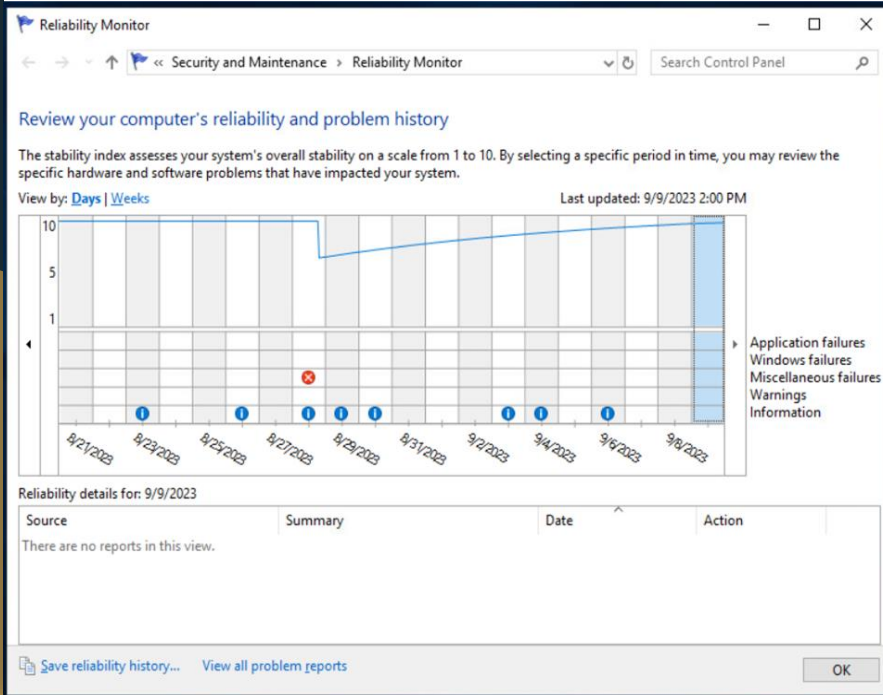 Reliability Monitor
« Security and Maintenance › Reliability Monitor
Search Control Panel
Review your computer's reliability and problem history
The stability index assesses your system's overall stability on a scale from 1 to 10. By selecting a specific period in time, you may review the
specific hardware and software problems that have impacted your system.
View by: Days | Weeks
Last updated: 9/9/2023 2:00 PM
10
5
1
Application failures
Windows failures
Miscellaneous failures
Warnings
Information
8/21/2023 8/23/2023 8/25/2023 8/27/2023 8/29/2023 8/31/2023 9/2/2023 9/4/2023 9/6/2023 9/8/2023
Reliability details for: 9/9/2023
Source Summary Date Action
There are no reports in this view.
Save reliability history... View all problem reports
OK